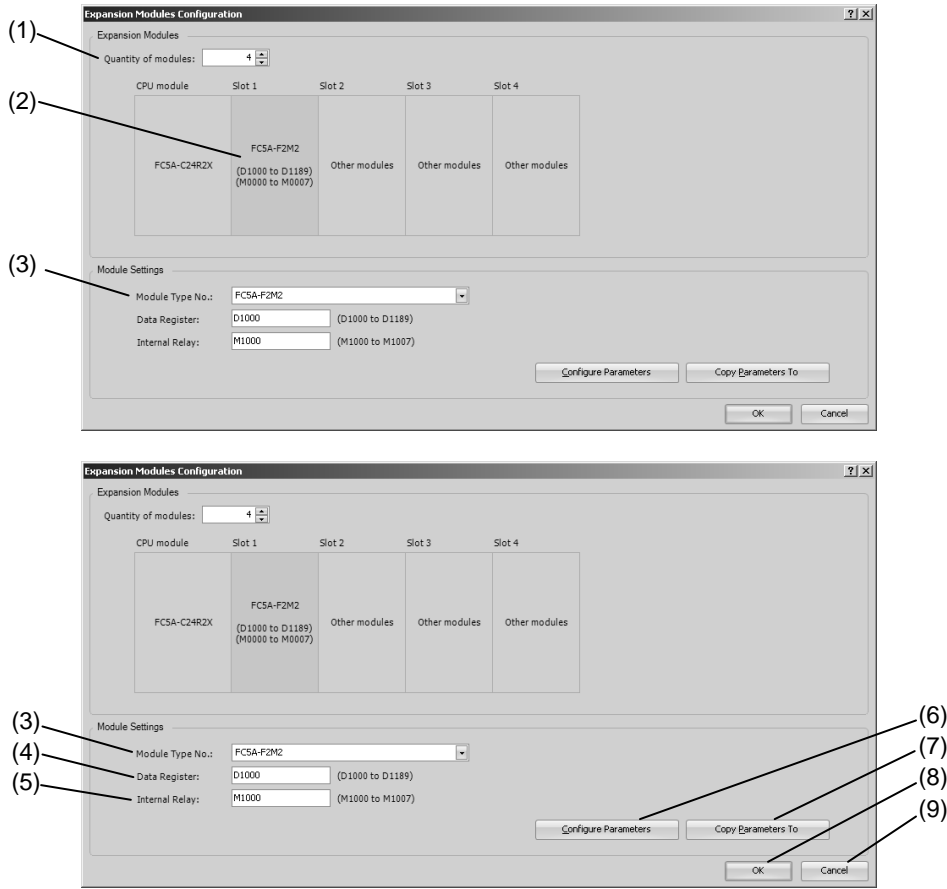 Expansion Modules Configuration
(1)
Expansion Modules
Quantity of modules: 4
CPU module Slot 1 Slot 2 Slot 3 Slot 4
(2)
FC5A-C24R2X
FC5A-F2M2
(D1000 to D1189)
(M0000 to M0007)
Other modules Other modules Other modules
(3)
Module Settings
Module Type No.: FC5A-F2M2
Data Register: D1000 (D1000 to D1189)
Internal Relay: M1000 (M1000 to M1007)
Configure Parameters Copy Parameters To
OK Cancel
Expansion Modules Configuration
Expansion Modules
Quantity of modules: 4
CPU module Slot 1 Slot 2 Slot 3 Slot 4
FC5A-C24R2X
FC5A-F2M2
(D1000 to D1189)
(M0000 to M0007)
Other modules Other modules Other modules
Module Settings
(3) Module Type No.: FC5A-F2M2
(4) Data Register: D1000 (D1000 to D1189)
(5) Internal Relay: M1000 (M1000 to M1007)
(6)
(7)
(8)
(9)
Configure Parameters Copy Parameters To
OK Cancel